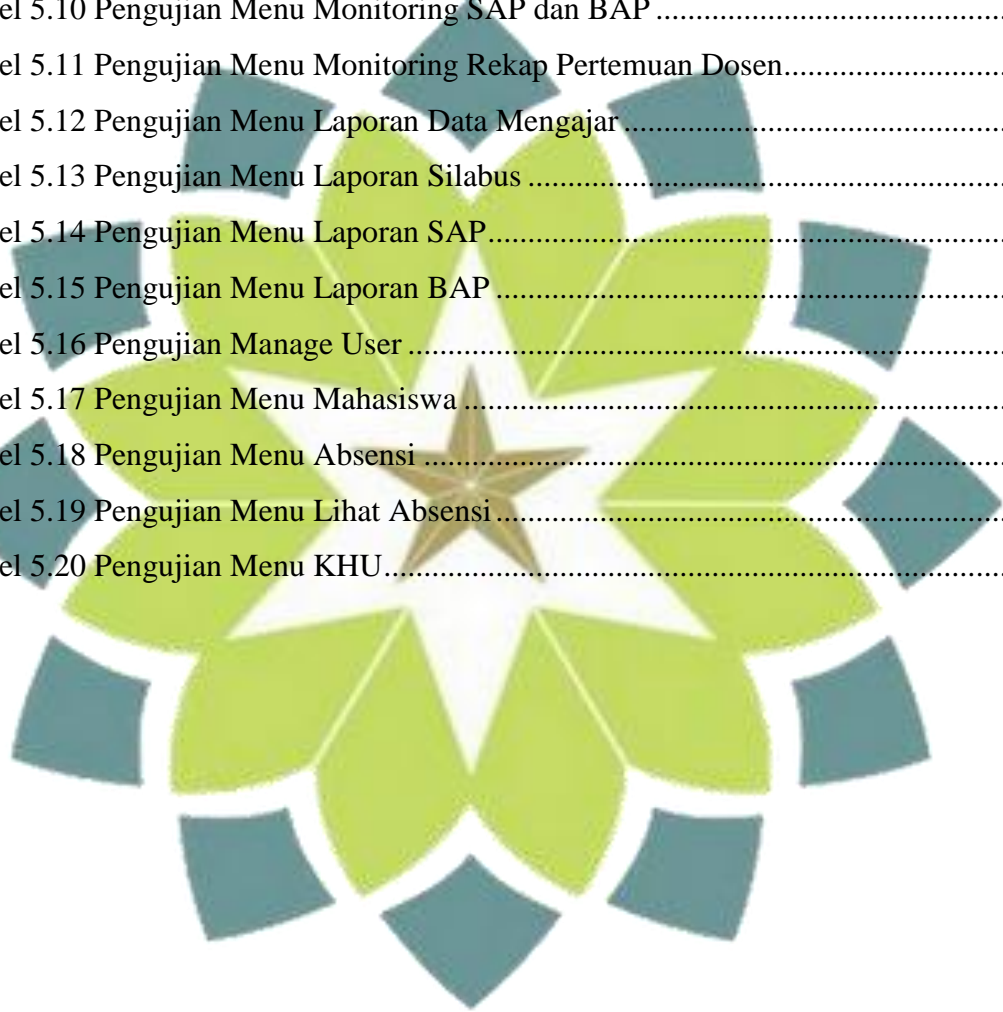 el 5.10 Pengujian Menu Monitoring SAP dan BAP ........................................
el 5.11 Pengujian Menu Monitoring Rekap Pertemuan Dosen............................
el 5.12 Pengujian Menu Laporan Data Mengajar ............................................
el 5.13 Pengujian Menu Laporan Silabus ........................................................
el 5.14 Pengujian Menu Laporan SAP.............................................................
el 5.15 Pengujian Menu Laporan BAP ............................................................
el 5.16 Pengujian Manage User .......................................................................
el 5.17 Pengujian Menu Mahasiswa ................................................................
el 5.18 Pengujian Menu Absensi .....................................................................
el 5.19 Pengujian Menu Lihat Absensi............................................................
el 5.20 Pengujian Menu KHU..........................................................................